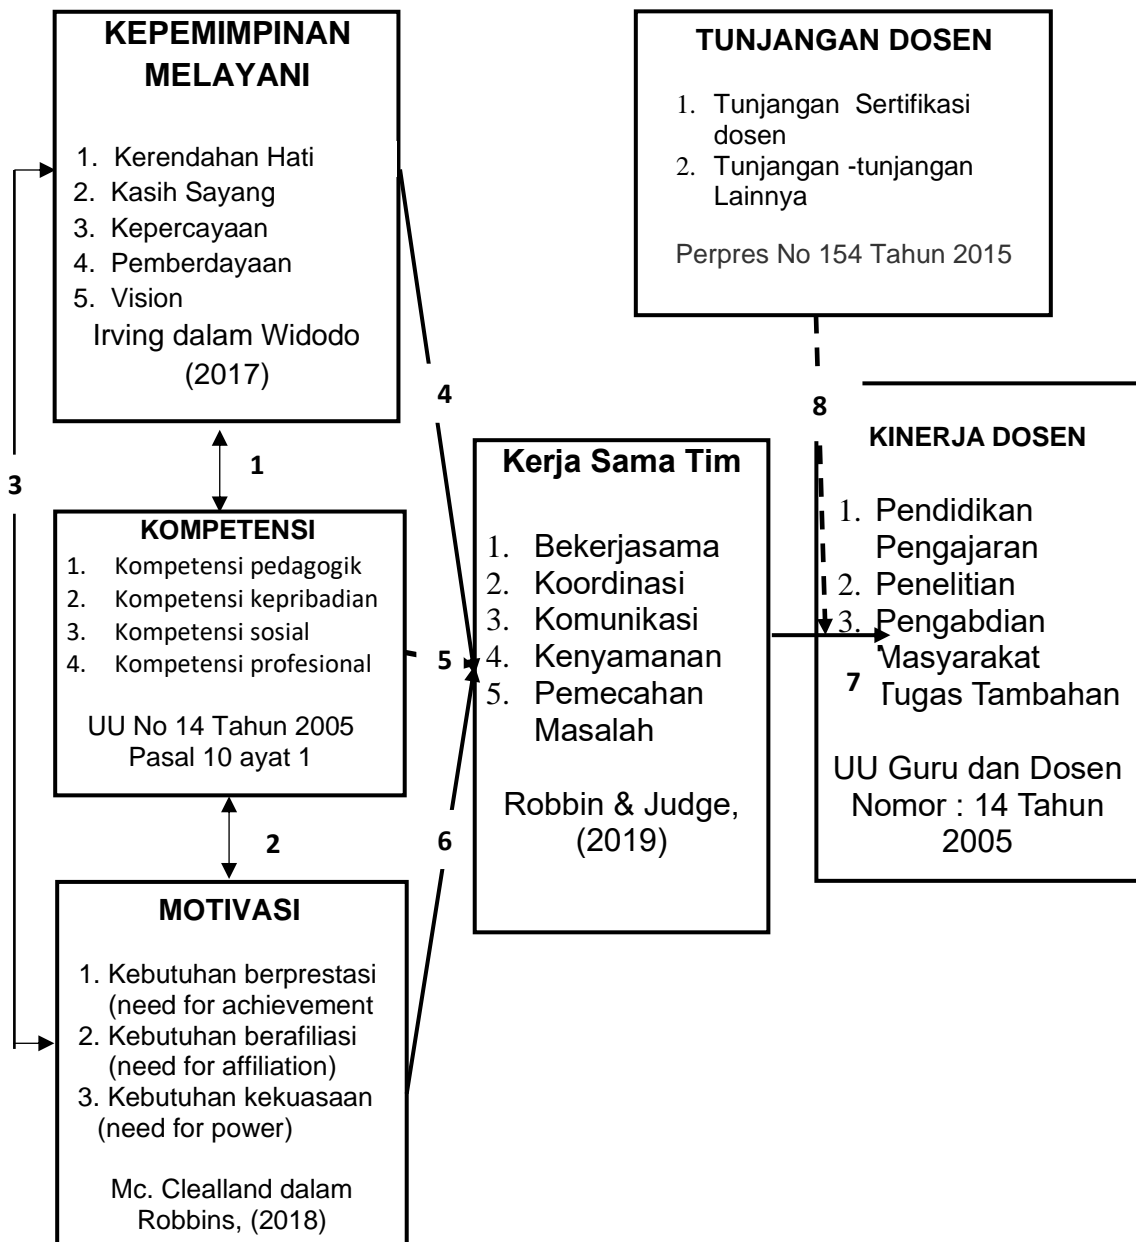 KEPEMIMPINAN
MELAYANI
1. Kerendahan Hati
2. Kasih Sayang
3. Kepercayaan
4. Pemberdayaan
5. Vision
Irving dalam Widodo
(2017)
TUNJANGAN DOSEN
1. Tunjangan Sertifikasi
dosen
2. Tunjangan -tunjangan
Lainnya
Perpres No 154 Tahun 2015
4
8
3
1
KOMPETENSI
1. Kompetensi pedagogik
2. Kompetensi kepribadian
3. Kompetensi sosial
4. Kompetensi profesional
UU No 14 Tahun 2005
Pasal 10 ayat 1
5
Kerja Sama Tim
1. Bekerjasama
2. Koordinasi
3. Komunikasi
4. Kenyamanan
5. Pemecahan
Masalah
Robbin & Judge,
(2019)
KINERJA DOSEN
1. Pendidikan
Pengajaran
2. Penelitian
3. Pengabdian
Masyarakat
Tugas Tambahan
UU Guru dan Dosen
Nomor : 14 Tahun
2005
7
2
6
MOTIVASI
1. Kebutuhan berprestasi
(need for achievement
2. Kebutuhan berafiliasi
(need for affiliation)
3. Kebutuhan kekuasaan
(need for power)
Mc. Clealland dalam
Robbins, (2018)